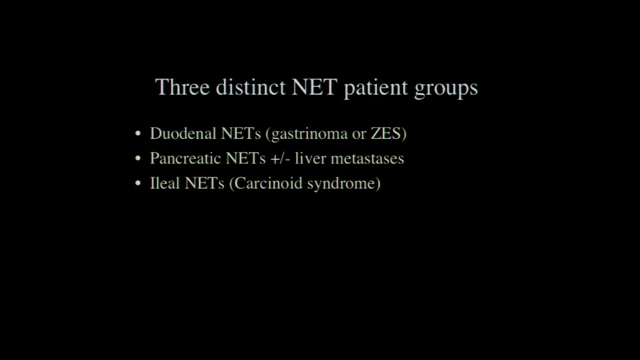 Three distinct NET patient groups
• Duodenal NETs (gastrinoma or ZES)
• Pancreatic NETs +/- liver metastases
• Ileal NETs (Carcinoid syndrome)